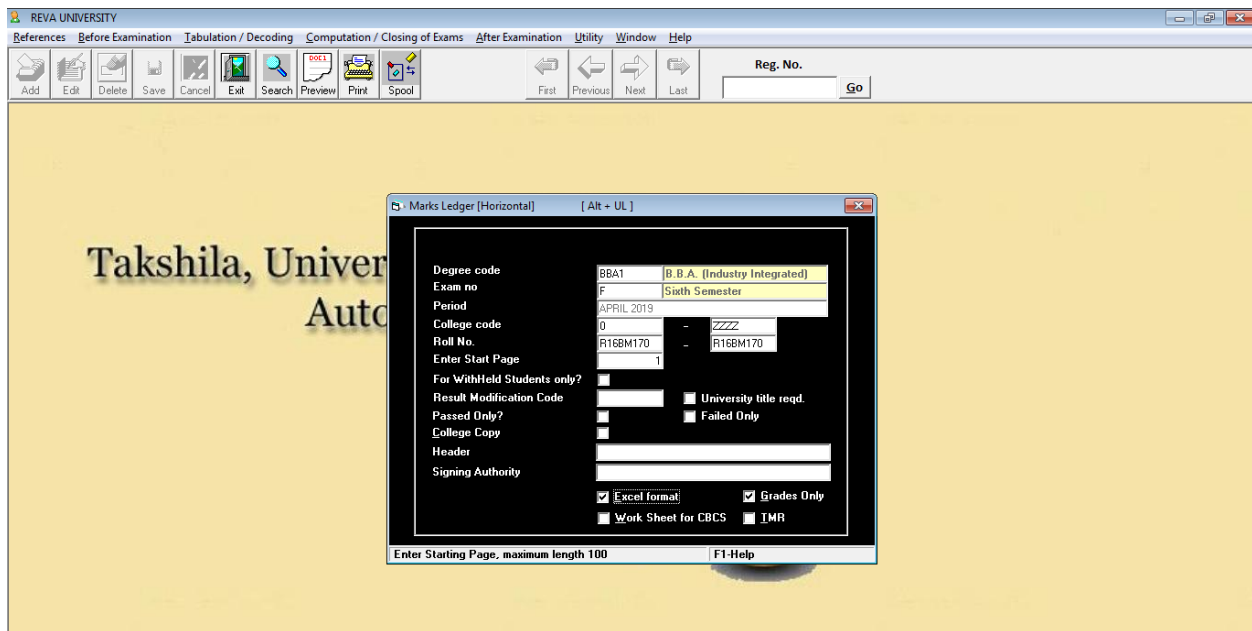 REVA UNIVERSITY
References Before Examination Tabulation / Decoding Computation / Closing of Exams After Examination Utility Window Help
Add Edit Delete Save Cancel Exit Search Preview Print Spool First Previous Next Last Reg. No. Go
DOC1
Marks Ledger [Horizontal] [ Alt + UL ]
Takshila, Univer
Auto
Degree code BBA1 B.B.A. (Industry Integrated)
Exam no F Sixth Semester
Period APRIL 2019
College code 0 - ZZZZ
Roll No. R16BM170 - R16BM170
Enter Start Page 1
For WithHeld Students only?
Result Modification Code University title reqd.
Passed Only? Failed Only
College Copy
Header
Signing Authority
Excel format Grades Only
Work Sheet for CBCS TMR
Enter Starting Page, maximum length 100 F1-Help